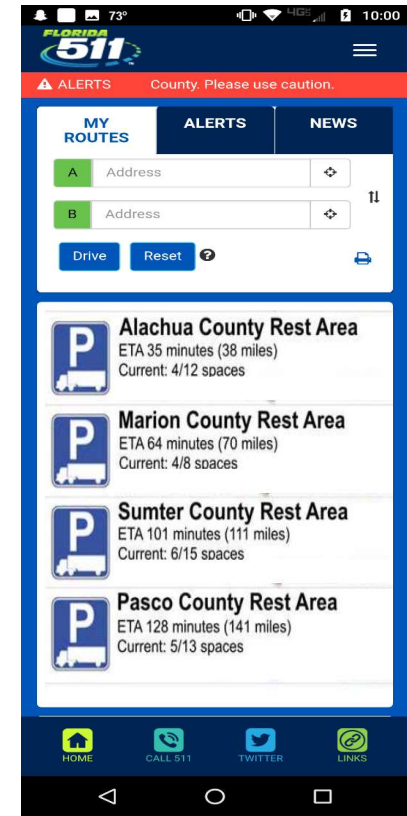 73° 4GE 10:00
FLORIDA
511
ALERTS County. Please use caution.
MY ROUTES
ALERTS
NEWS
A Address
B Address
Drive Reset ?
P
Alachua County Rest Area
ETA 35 minutes (38 miles)
Current: 4/12 spaces
P
Marion County Rest Area
ETA 64 minutes (70 miles)
Current: 4/8 spaces
P
Sumter County Rest Area
ETA 101 minutes (111 miles)
Current: 6/15 spaces
P
Pasco County Rest Area
ETA 128 minutes (141 miles)
Current: 5/13 spaces
HOME CALL 511 TWITTER LINKS